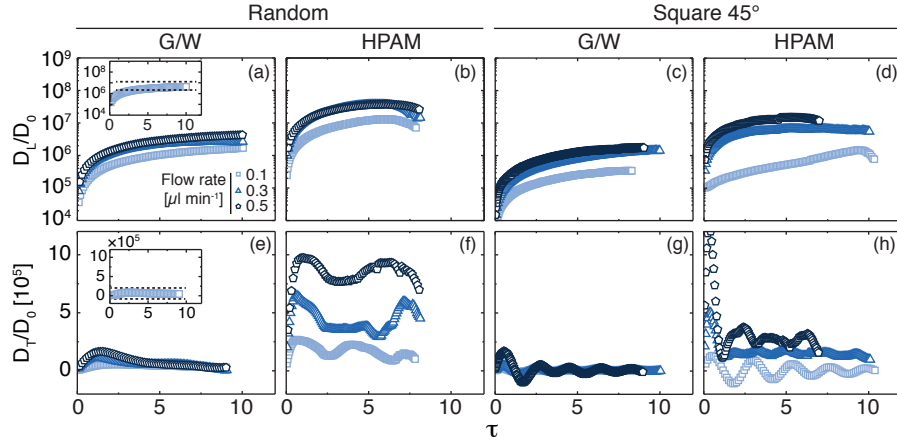 Random Square 45°
G/W HPAM G/W HPAM
10⁹
10⁸
10⁷
10⁶
10⁵
10⁴
D_L/D₀
10⁸
10⁶
10⁴
0 5 10
(a) (b) (c) (d)
Flow rate
[µl min⁻¹]
0.1
0.3
0.5
10
5
0
D_T/D₀ [10⁵]
×10⁵
10
5
0
0 5 10
(e) (f) (g) (h)
0 5 10 0 5 10 0 5 10 0 5 10
τ